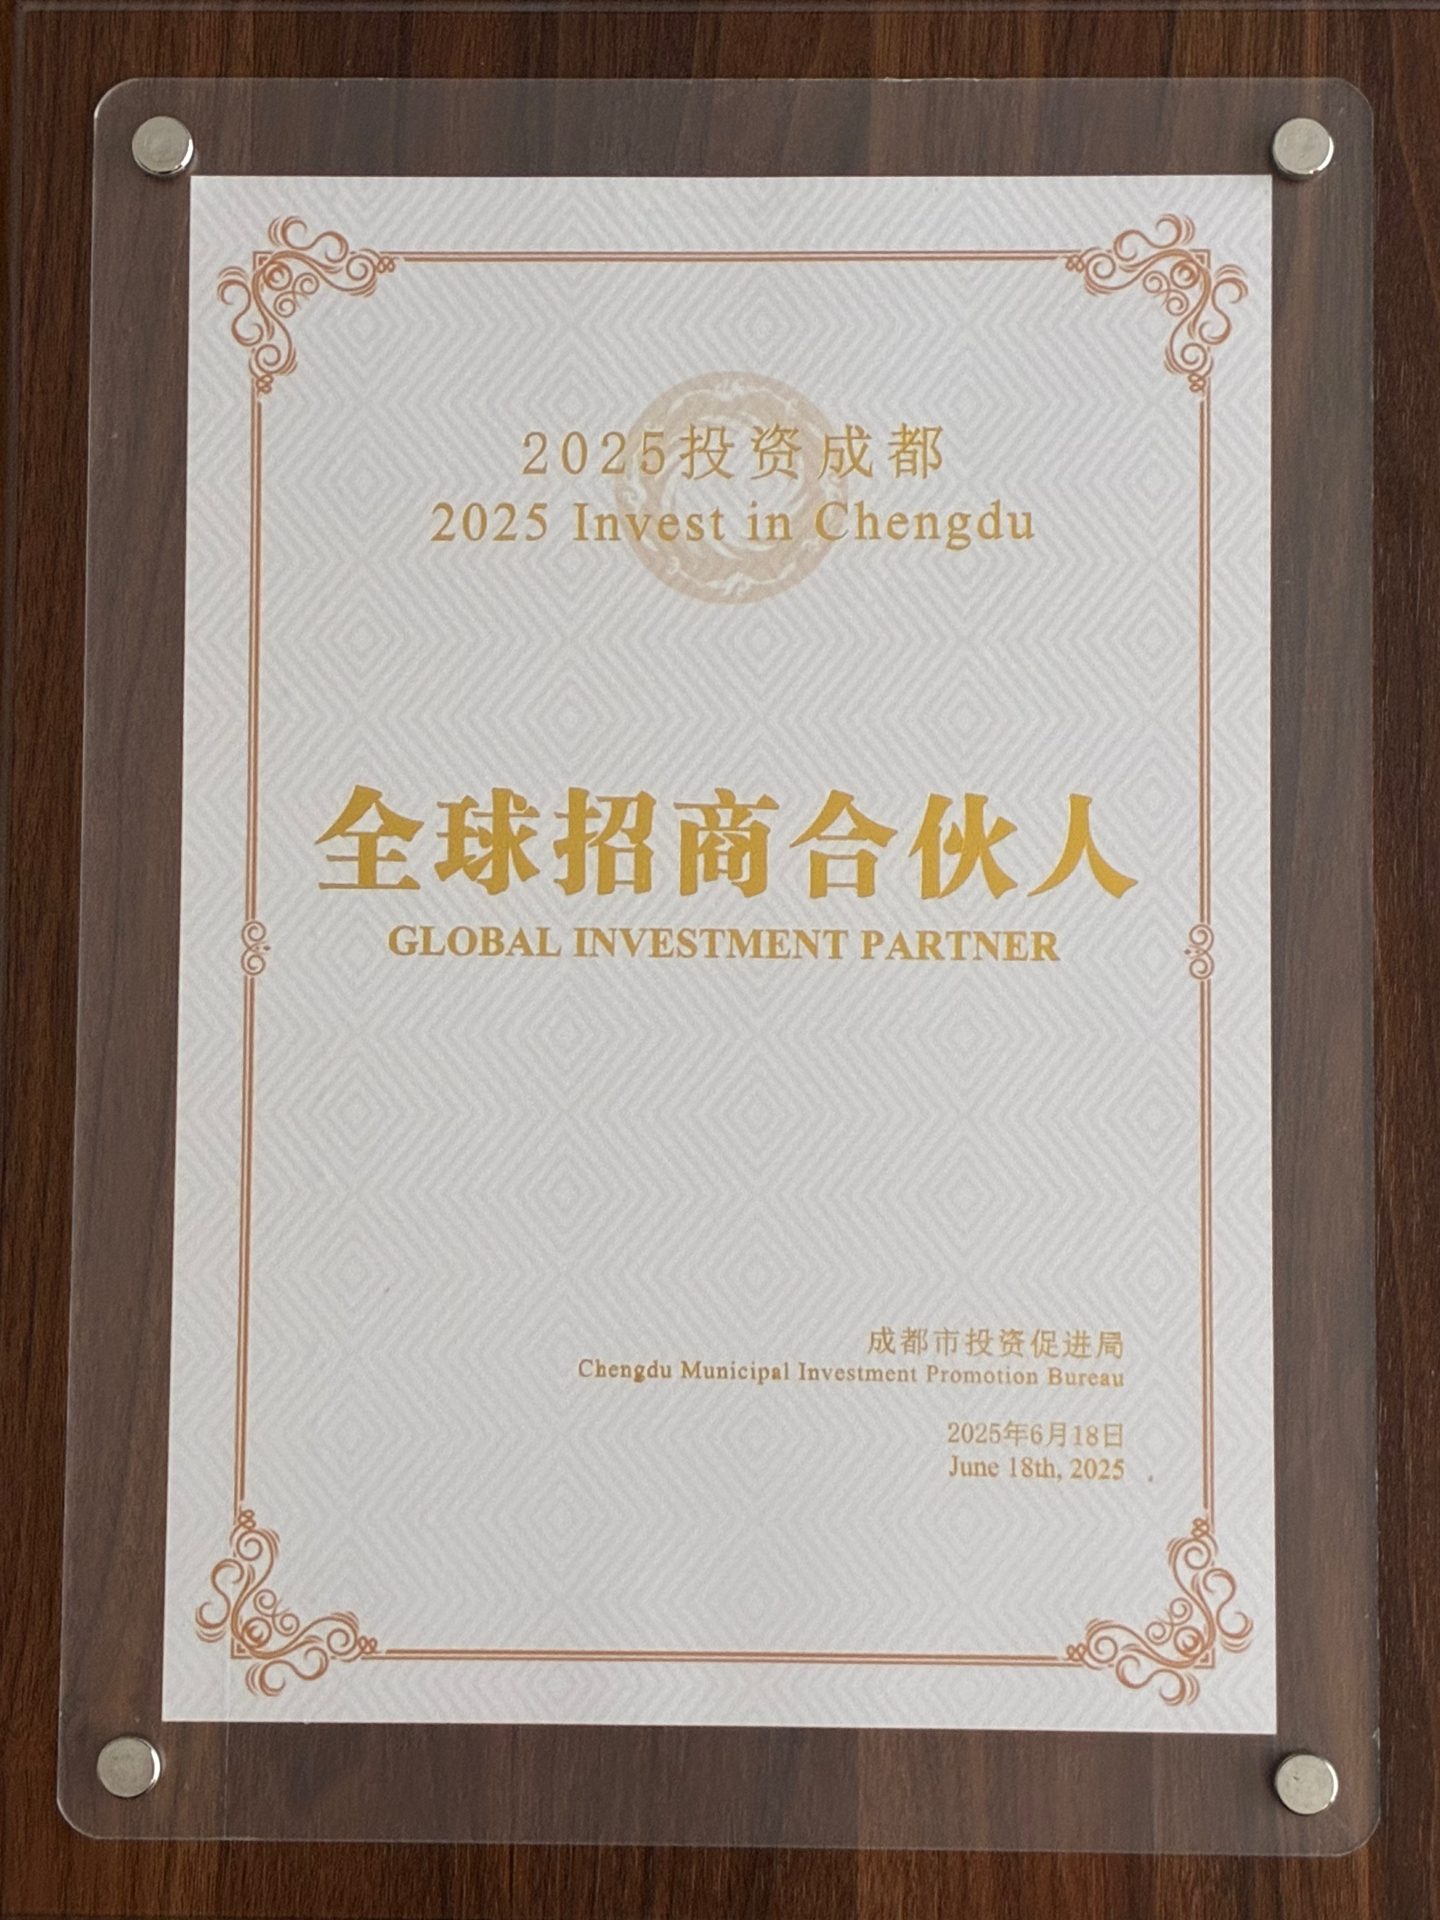 2025投资成都
2025 Invest in Chengdu
全球招商合伙人
GLOBAL INVESTMENT PARTNER
成都市投资促进局
Chengdu Municipal Investment Promotion Bureau
2025年6月18日
June 18th, 2025